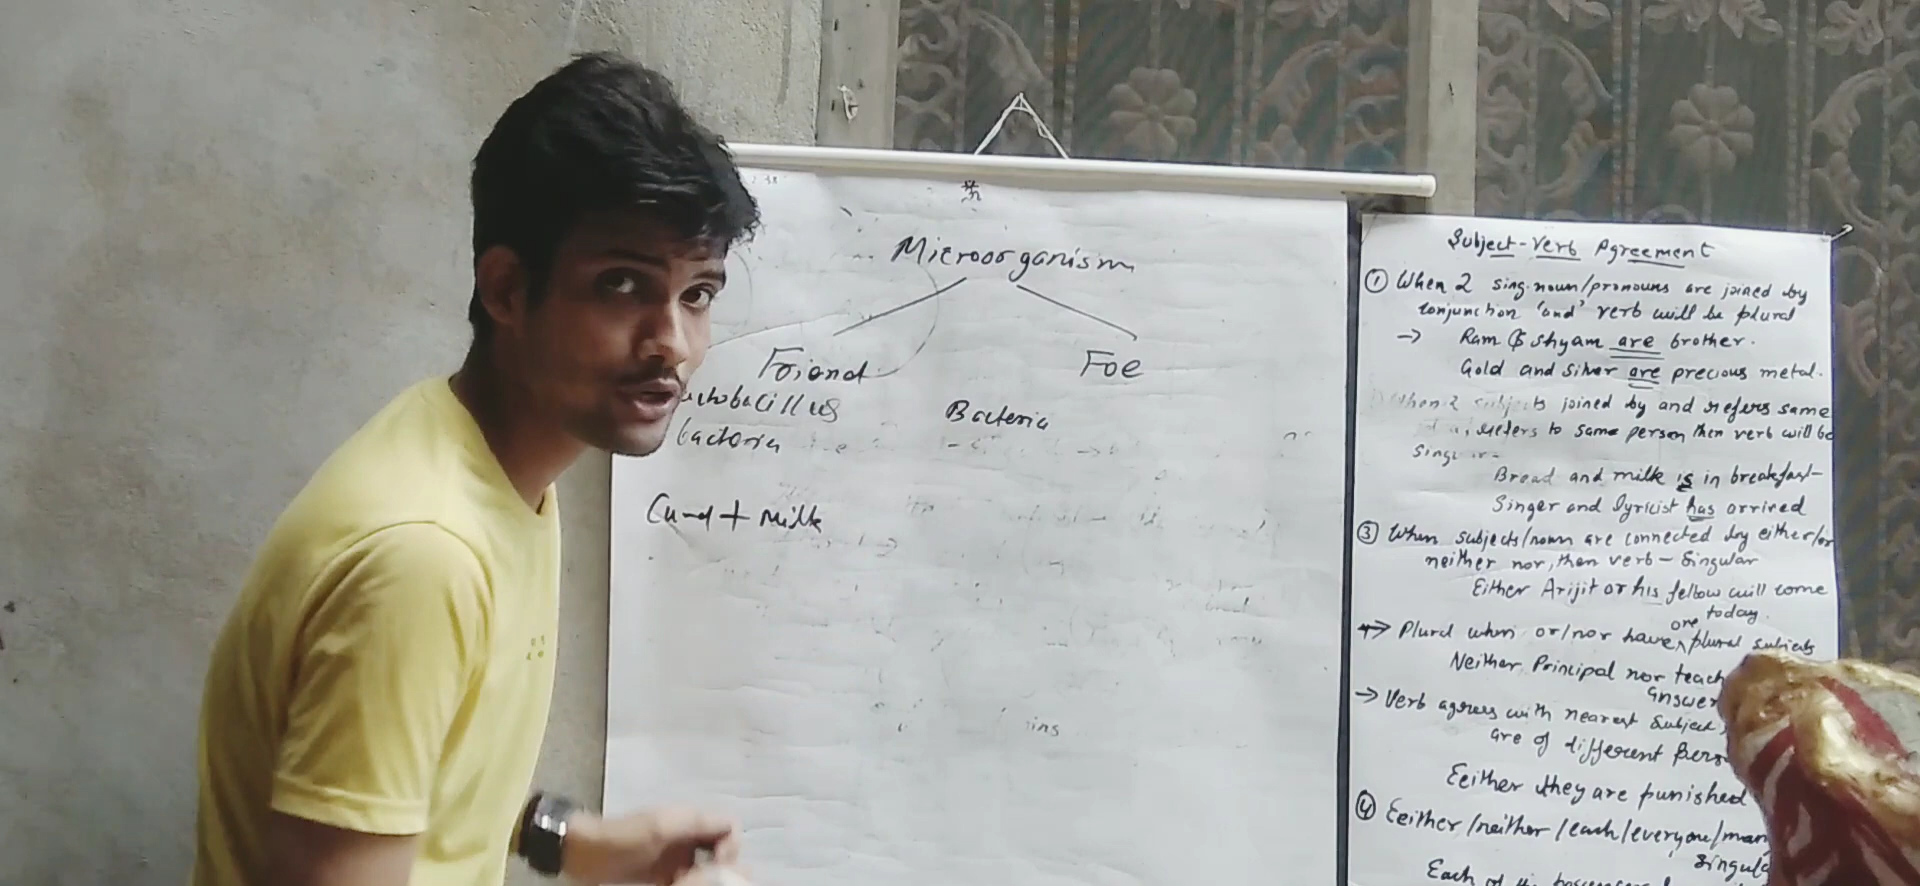 ॐ
Microorganism
Friend
Foe
bacteria
Bacteria
+ Milk
ins
Subject-Verb Agreement
① When 2 sing. noun/pronouns are joined by
conjunction 'and' verb will be plural
→ Ram & Shyam are brother.
Gold and Silver are precious metal.
When 2 subjects joined by and refers same
refers to same person then verb will be
Bread and milk is in breakfast
Singer and lyricist has arrived
③ When subjects/noun are connected by either/or
neither nor, then verb - Singular
Either Arijit or his fellow will come
today.
→ Plural when or/nor have plural subjects
Neither Principal nor teach
answer
→ Verb agrees with nearest Subject
are of different Pers
Eeither they are punished
④ Eeither/neither/each/everyone/man
Singul
Each of the